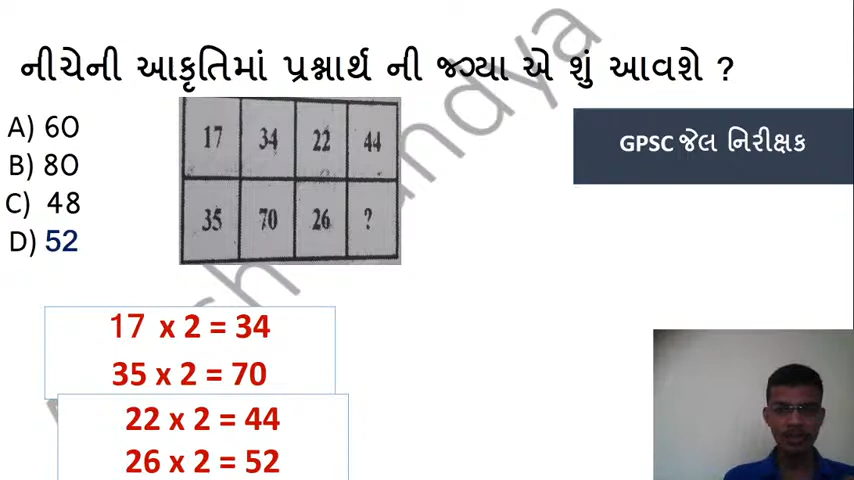 નીચેની આકૃતિમાં પ્રશ્નાર્થ ની જ્ગ્યા એ શું આવશે ?
A) 60
B) 80
C) 48
D) 52
17 34 22 44
35 70 26 ?
GPSC જેલ નિરીક્ષક
17 x 2 = 34
35 x 2 = 70
22 x 2 = 44
26 x 2 = 52